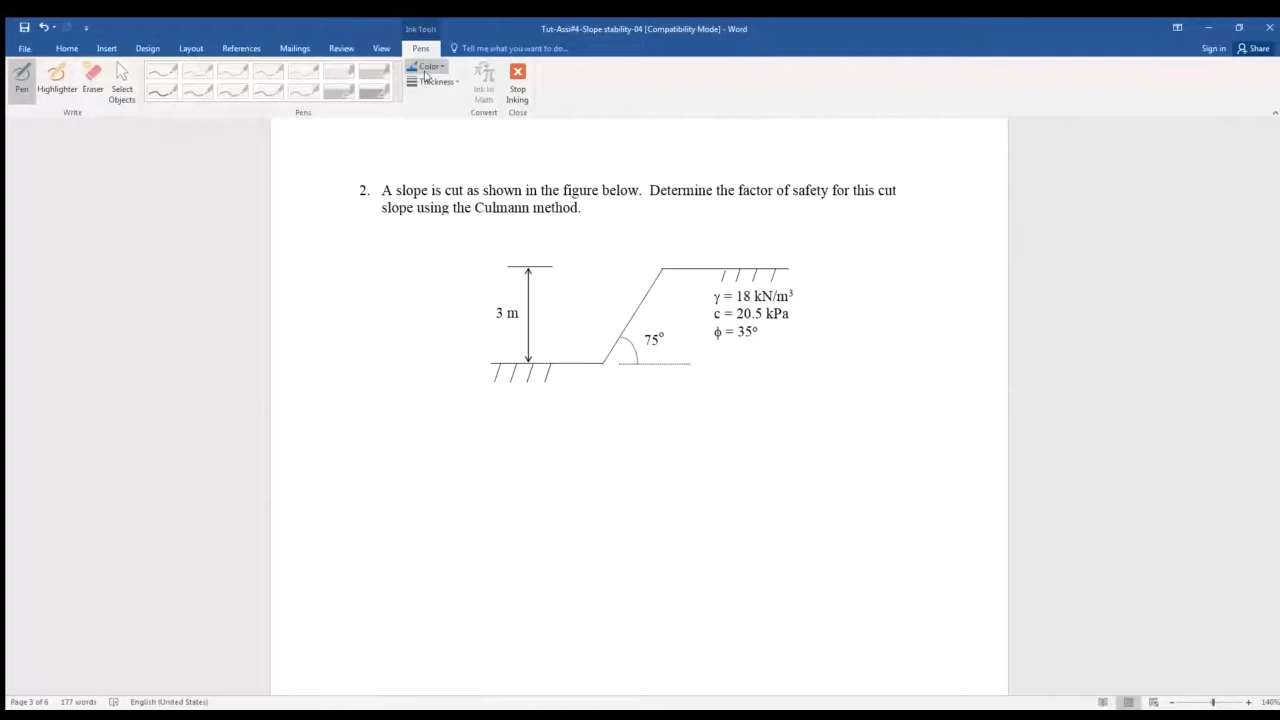 Ink Tools
Tut-Assi#4-Slope stability-04 [Compatibility Mode] - Word
File Home Insert Design Layout References Mailings Review View Pens Tell me what you want to do... Sign in Share
Pen Highlighter Eraser Select Objects
Color
Thickness
Ink to Math
Stop Inking
Write Pens Convert Close
2. A slope is cut as shown in the figure below. Determine the factor of safety for this cut
slope using the Culmann method.
3 m
75°
γ = 18 kN/m³
c = 20.5 kPa
ϕ = 35°
Page 3 of 6 177 words English (United States) 140%